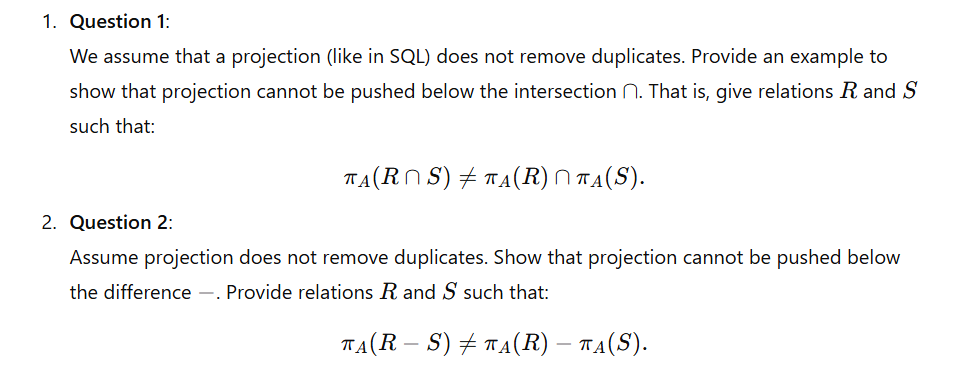 1. Question 1:
We assume that a projection (like in SQL) does not remove duplicates. Provide an example to
show that projection cannot be pushed below the intersection ∩. That is, give relations R and S
such that:
π_A(R ∩ S) ≠ π_A(R) ∩ π_A(S).
2. Question 2:
Assume projection does not remove duplicates. Show that projection cannot be pushed below
the difference −. Provide relations R and S such that:
π_A(R − S) ≠ π_A(R) − π_A(S).